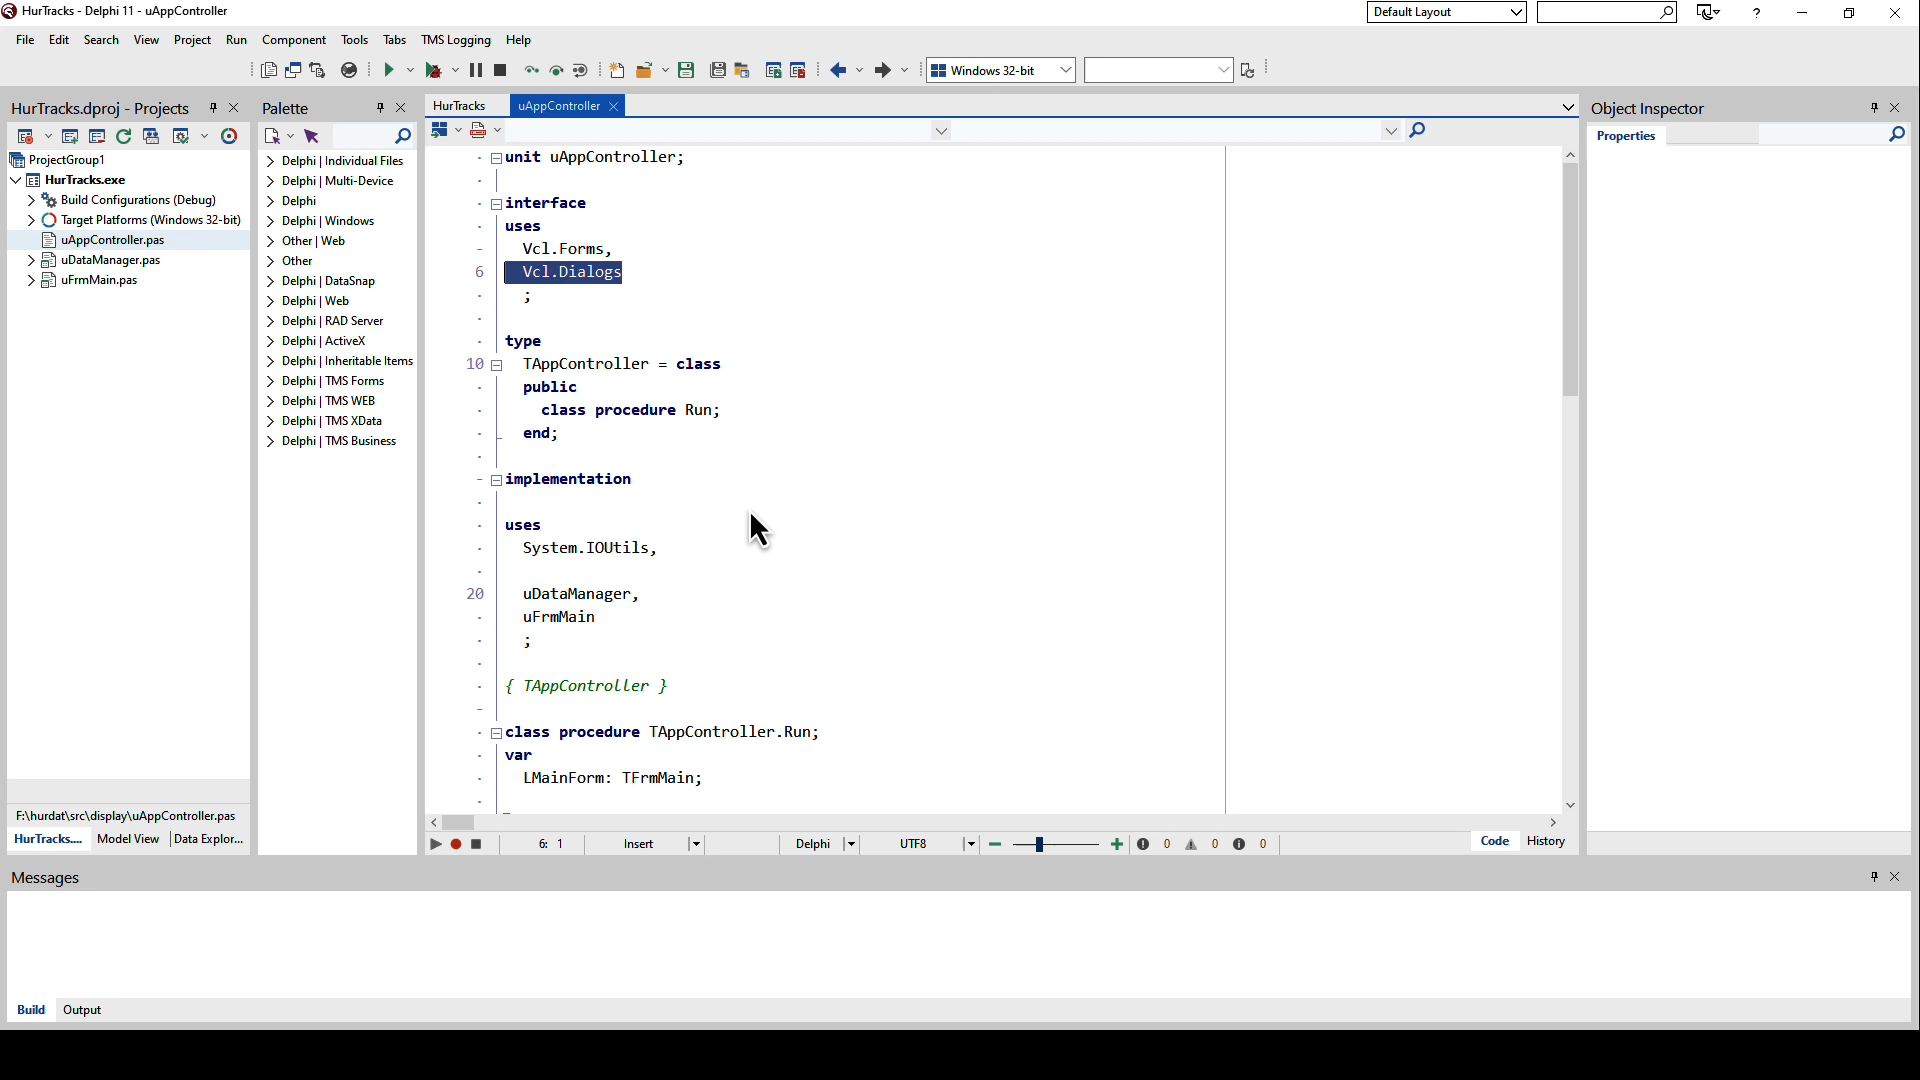 HurTracks - Delphi 11 - uAppController
Default Layout
?
File Edit Search View Project Run Component Tools Tabs TMS Logging Help
Windows 32-bit
HurTracks.dproj - Projects
ProjectGroup1
HurTracks.exe
Build Configurations (Debug)
Target Platforms (Windows 32-bit)
uAppController.pas
uDataManager.pas
uFrmMain.pas
F:\hurdat\src\display\uAppController.pas
HurTracks.... Model View Data Explor...
Palette
Delphi | Individual Files
Delphi | Multi-Device
Delphi
Delphi | Windows
Other | Web
Other
Delphi | DataSnap
Delphi | Web
Delphi | RAD Server
Delphi | ActiveX
Delphi | Inheritable Items
Delphi | TMS Forms
Delphi | TMS WEB
Delphi | TMS XData
Delphi | TMS Business
HurTracks uAppController
unit uAppController;
interface
uses
Vcl.Forms,
6 Vcl.Dialogs
;
type
10 TAppController = class
public
class procedure Run;
end;
implementation
uses
System.IOUtils,
20 uDataManager,
uFrmMain
;
{ TAppController }
class procedure TAppController.Run;
var
LMainForm: TFrmMain;
6: 1 Insert Delphi UTF8 0 0 0 Code History
Object Inspector
Properties
Messages
Build Output